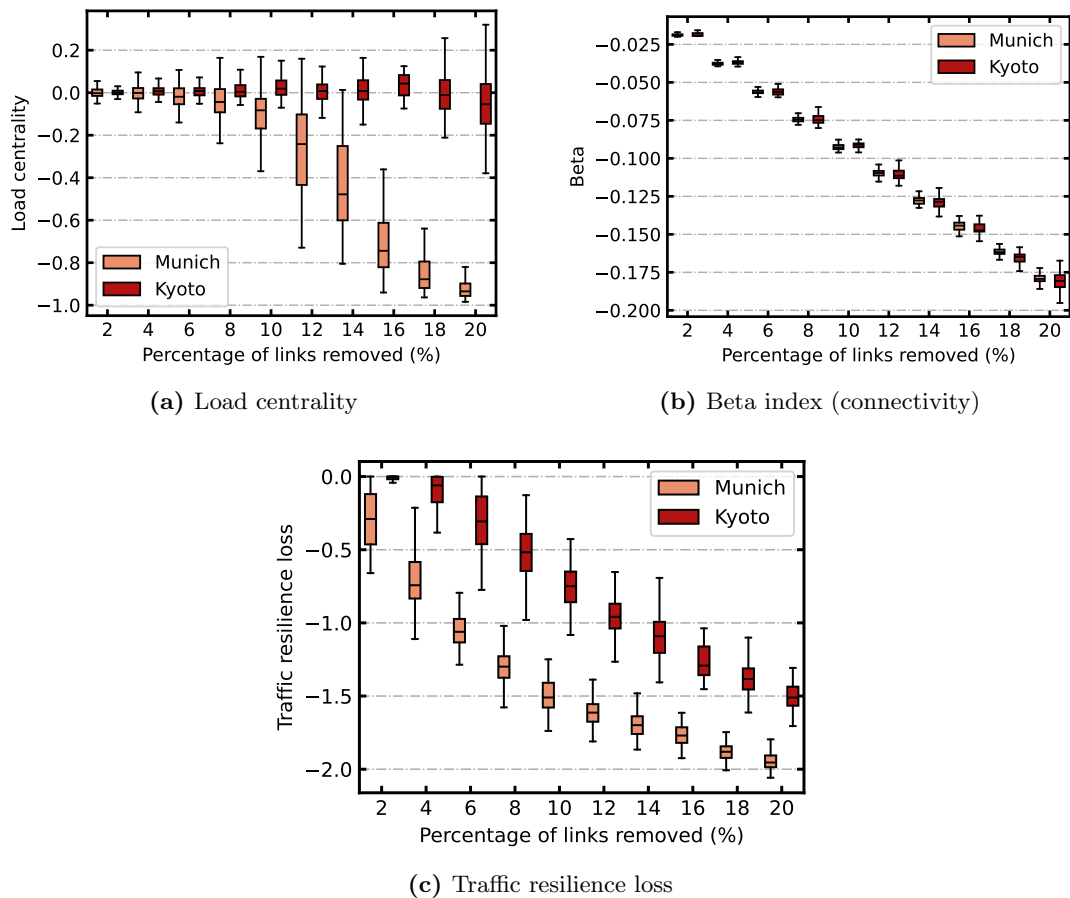 0.2
0.0
−0.2
−0.4
−0.6
−0.8
−1.0
Load centrality
Munich
Kyoto
2 4 6 8 10 12 14 16 18 20
Percentage of links removed (%)
(a) Load centrality
−0.025
−0.050
−0.075
−0.100
−0.125
−0.150
−0.175
−0.200
Beta
Munich
Kyoto
2 4 6 8 10 12 14 16 18 20
Percentage of links removed (%)
(b) Beta index (connectivity)
0.0
−0.5
−1.0
−1.5
−2.0
Traffic resilience loss
Munich
Kyoto
2 4 6 8 10 12 14 16 18 20
Percentage of links removed (%)
(c) Traffic resilience loss